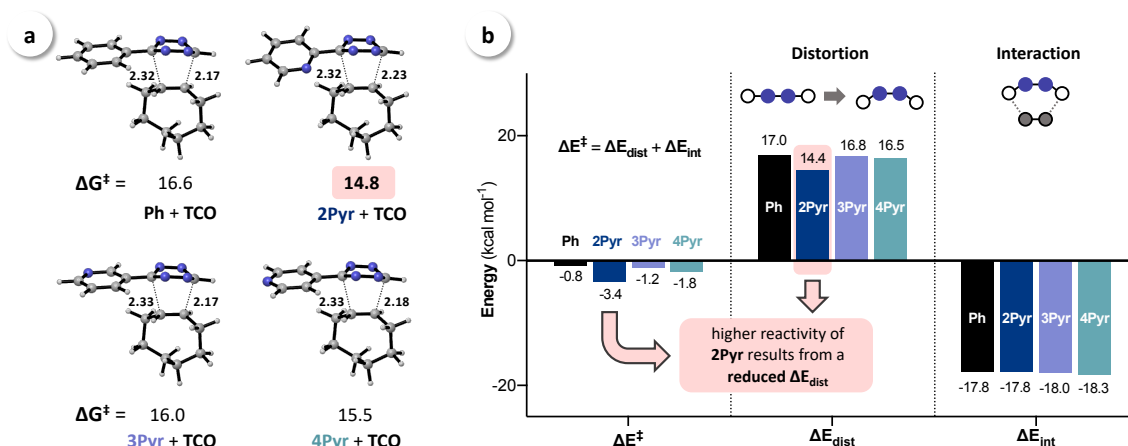 a
2.32
2.17
2.32
2.23
ΔG‡ =
16.6
14.8
Ph + TCO
2Pyr + TCO
2.33
2.17
2.33
2.18
ΔG‡ =
16.0
15.5
3Pyr + TCO
4Pyr + TCO
b
Distortion
Interaction
Energy (kcal mol⁻¹)
20
0
-20
ΔE‡ = ΔEdist + ΔEint
Ph
2Pyr
3Pyr
4Pyr
-0.8
-3.4
-1.2
-1.8
17.0
14.4
16.8
16.5
Ph
2Pyr
3Pyr
4Pyr
higher reactivity of
2Pyr results from a
reduced ΔEdist
Ph
2Pyr
3Pyr
4Pyr
-17.8
-17.8
-18.0
-18.3
ΔE‡
ΔEdist
ΔEint